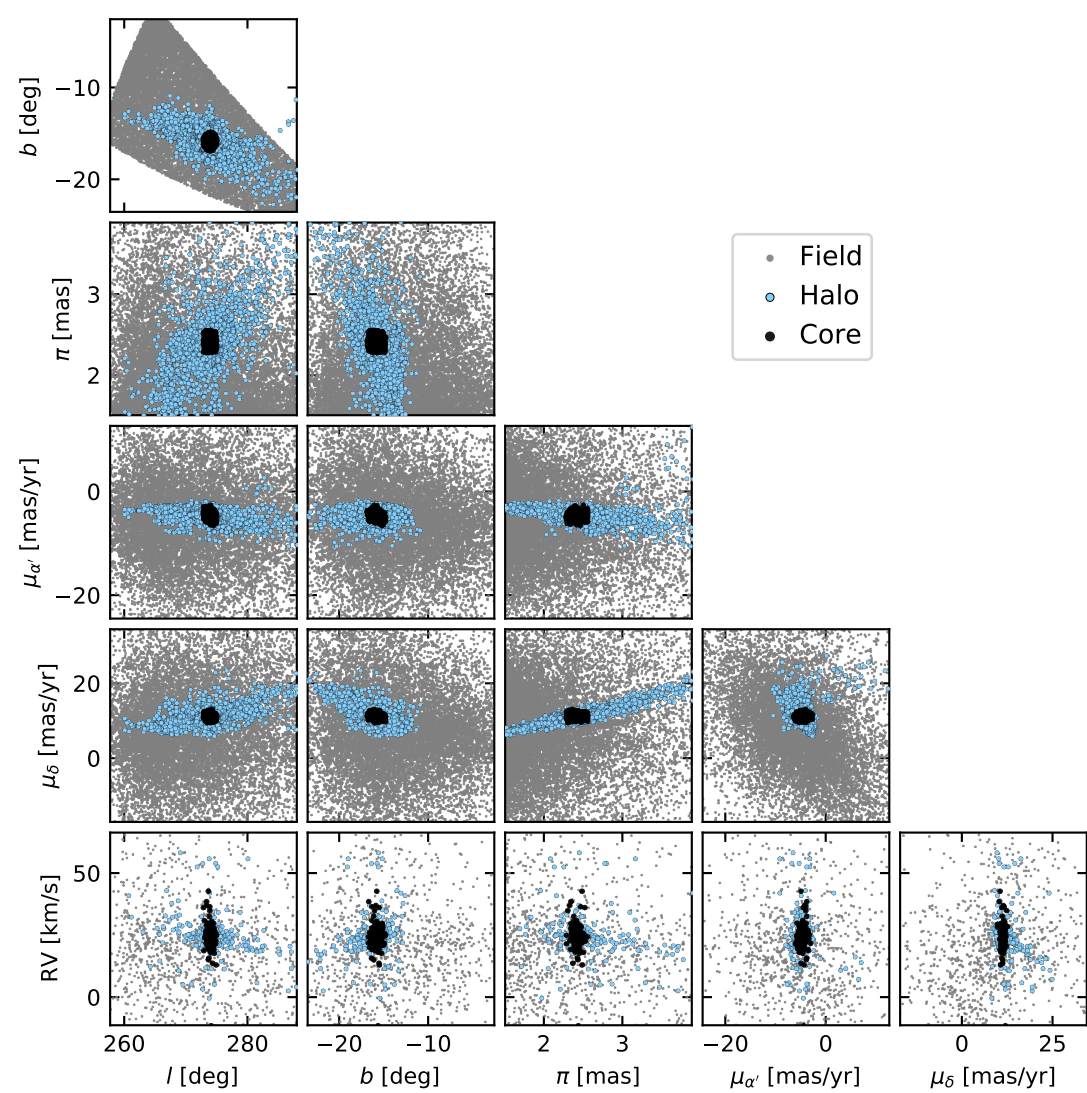 b [deg]
−10
−20
π [mas]
3
2
Field
Halo
Core
μα′ [mas/yr]
0
−20
μδ [mas/yr]
20
0
RV [km/s]
50
0
260 280 −20 −10 2 3 −20 0 0 25
l [deg] b [deg] π [mas] μα′ [mas/yr] μδ [mas/yr]